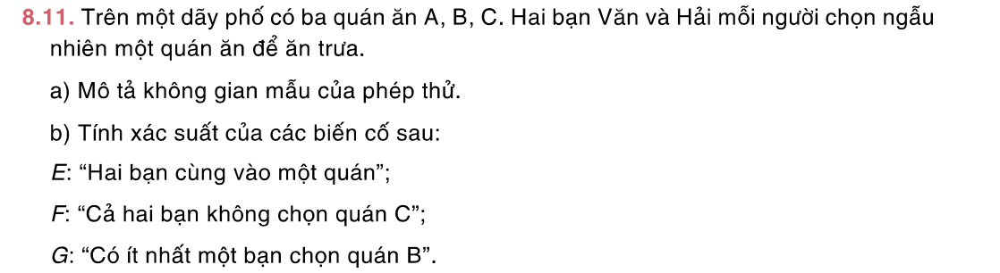 8.11. Trên một dãy phố có ba quán ăn A, B, C. Hai bạn Văn và Hải mỗi người chọn ngẫu
nhiên một quán ăn để ăn trưa.
a) Mô tả không gian mẫu của phép thử.
b) Tính xác suất của các biến cố sau:
E: “Hai bạn cùng vào một quán”;
F: “Cả hai bạn không chọn quán C”;
G: “Có ít nhất một bạn chọn quán B”.